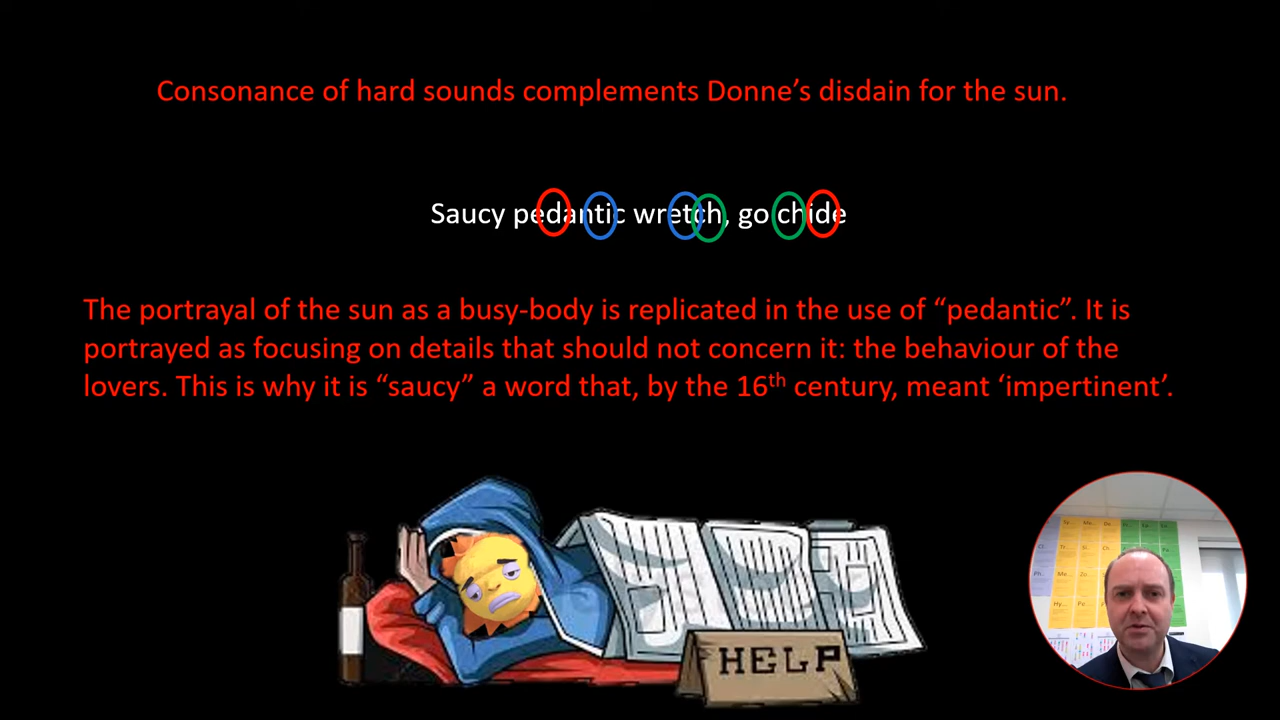 Consonance of hard sounds complements Donne’s disdain for the sun.
Saucy pedantic wretch, go chide
The portrayal of the sun as a busy-body is replicated in the use of “pedantic”. It is
portrayed as focusing on details that should not concern it: the behaviour of the
lovers. This is why it is “saucy” a word that, by the 16th century, meant ‘impertinent’.
HELP